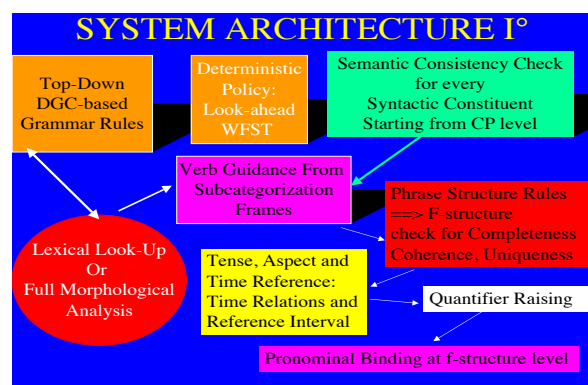 SYSTEM ARCHITECTURE I°
Top-Down
DGC-based
Grammar Rules
Deterministic
Policy:
Look-ahead
WFST
Semantic Consistency Check
for every
Syntactic Constituent
Starting from CP level
Verb Guidance From
Subcategorization
Frames
Phrase Structure Rules
==> F-structure
check for Completeness
Coherence, Uniqueness
Lexical Look-Up
Or
Full Morphological
Analysis
Tense, Aspect and
Time Reference:
Time Relations and
Reference Interval
Quantifier Raising
Pronominal Binding at f-structure level